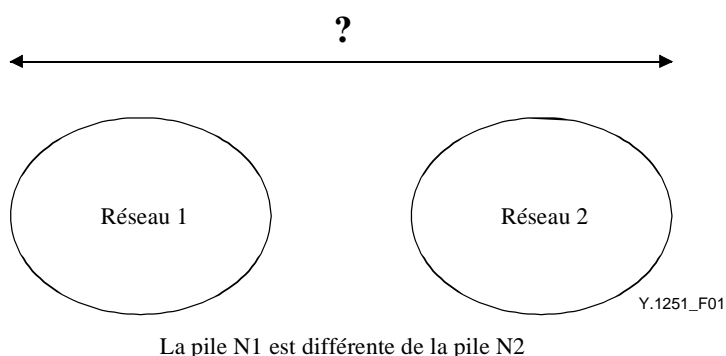 ?
Réseau 1
Réseau 2
Y.1251_F01
La pile N1 est différente de la pile N2